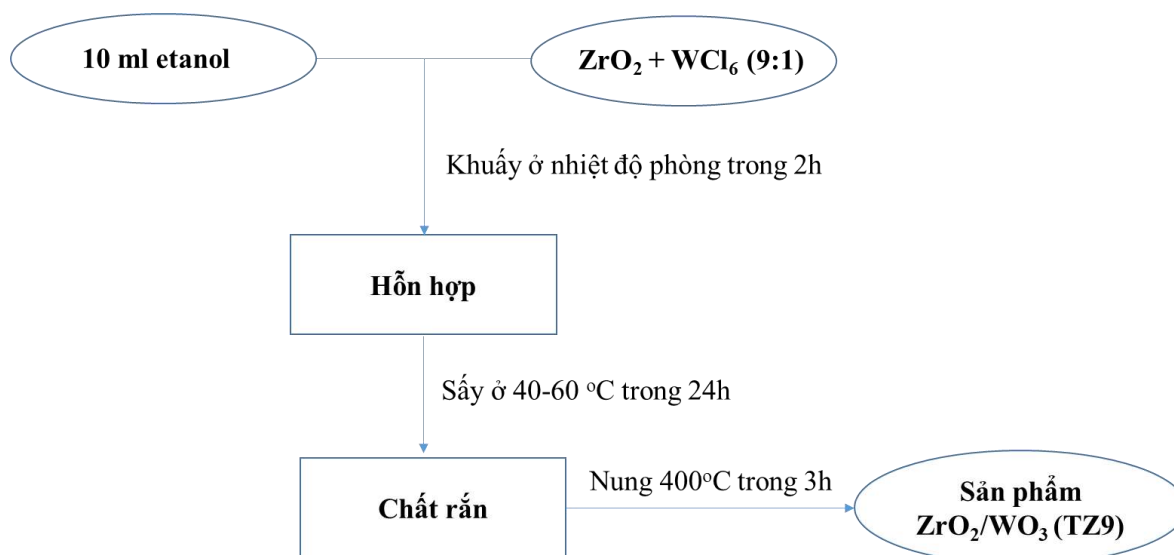 10 ml etanol
ZrO₂ + WCl₆ (9:1)
Khuấy ở nhiệt độ phòng trong 2h
Hỗn hợp
Sấy ở 40-60 ᵒC trong 24h
Chất rắn
Nung 400ᵒC trong 3h
Sản phẩm
ZrO₂/WO₃ (TZ9)